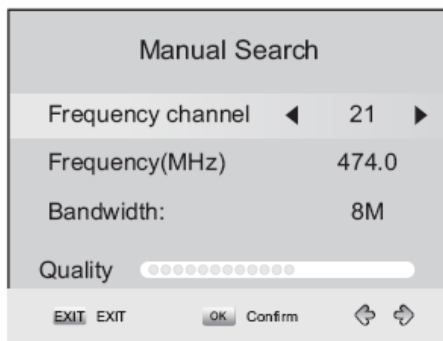 Manual Search
Frequency channel 21
Frequency(MHz) 474.0
Bandwidth: 8M
Quality
EXIT EXIT OK Confirm